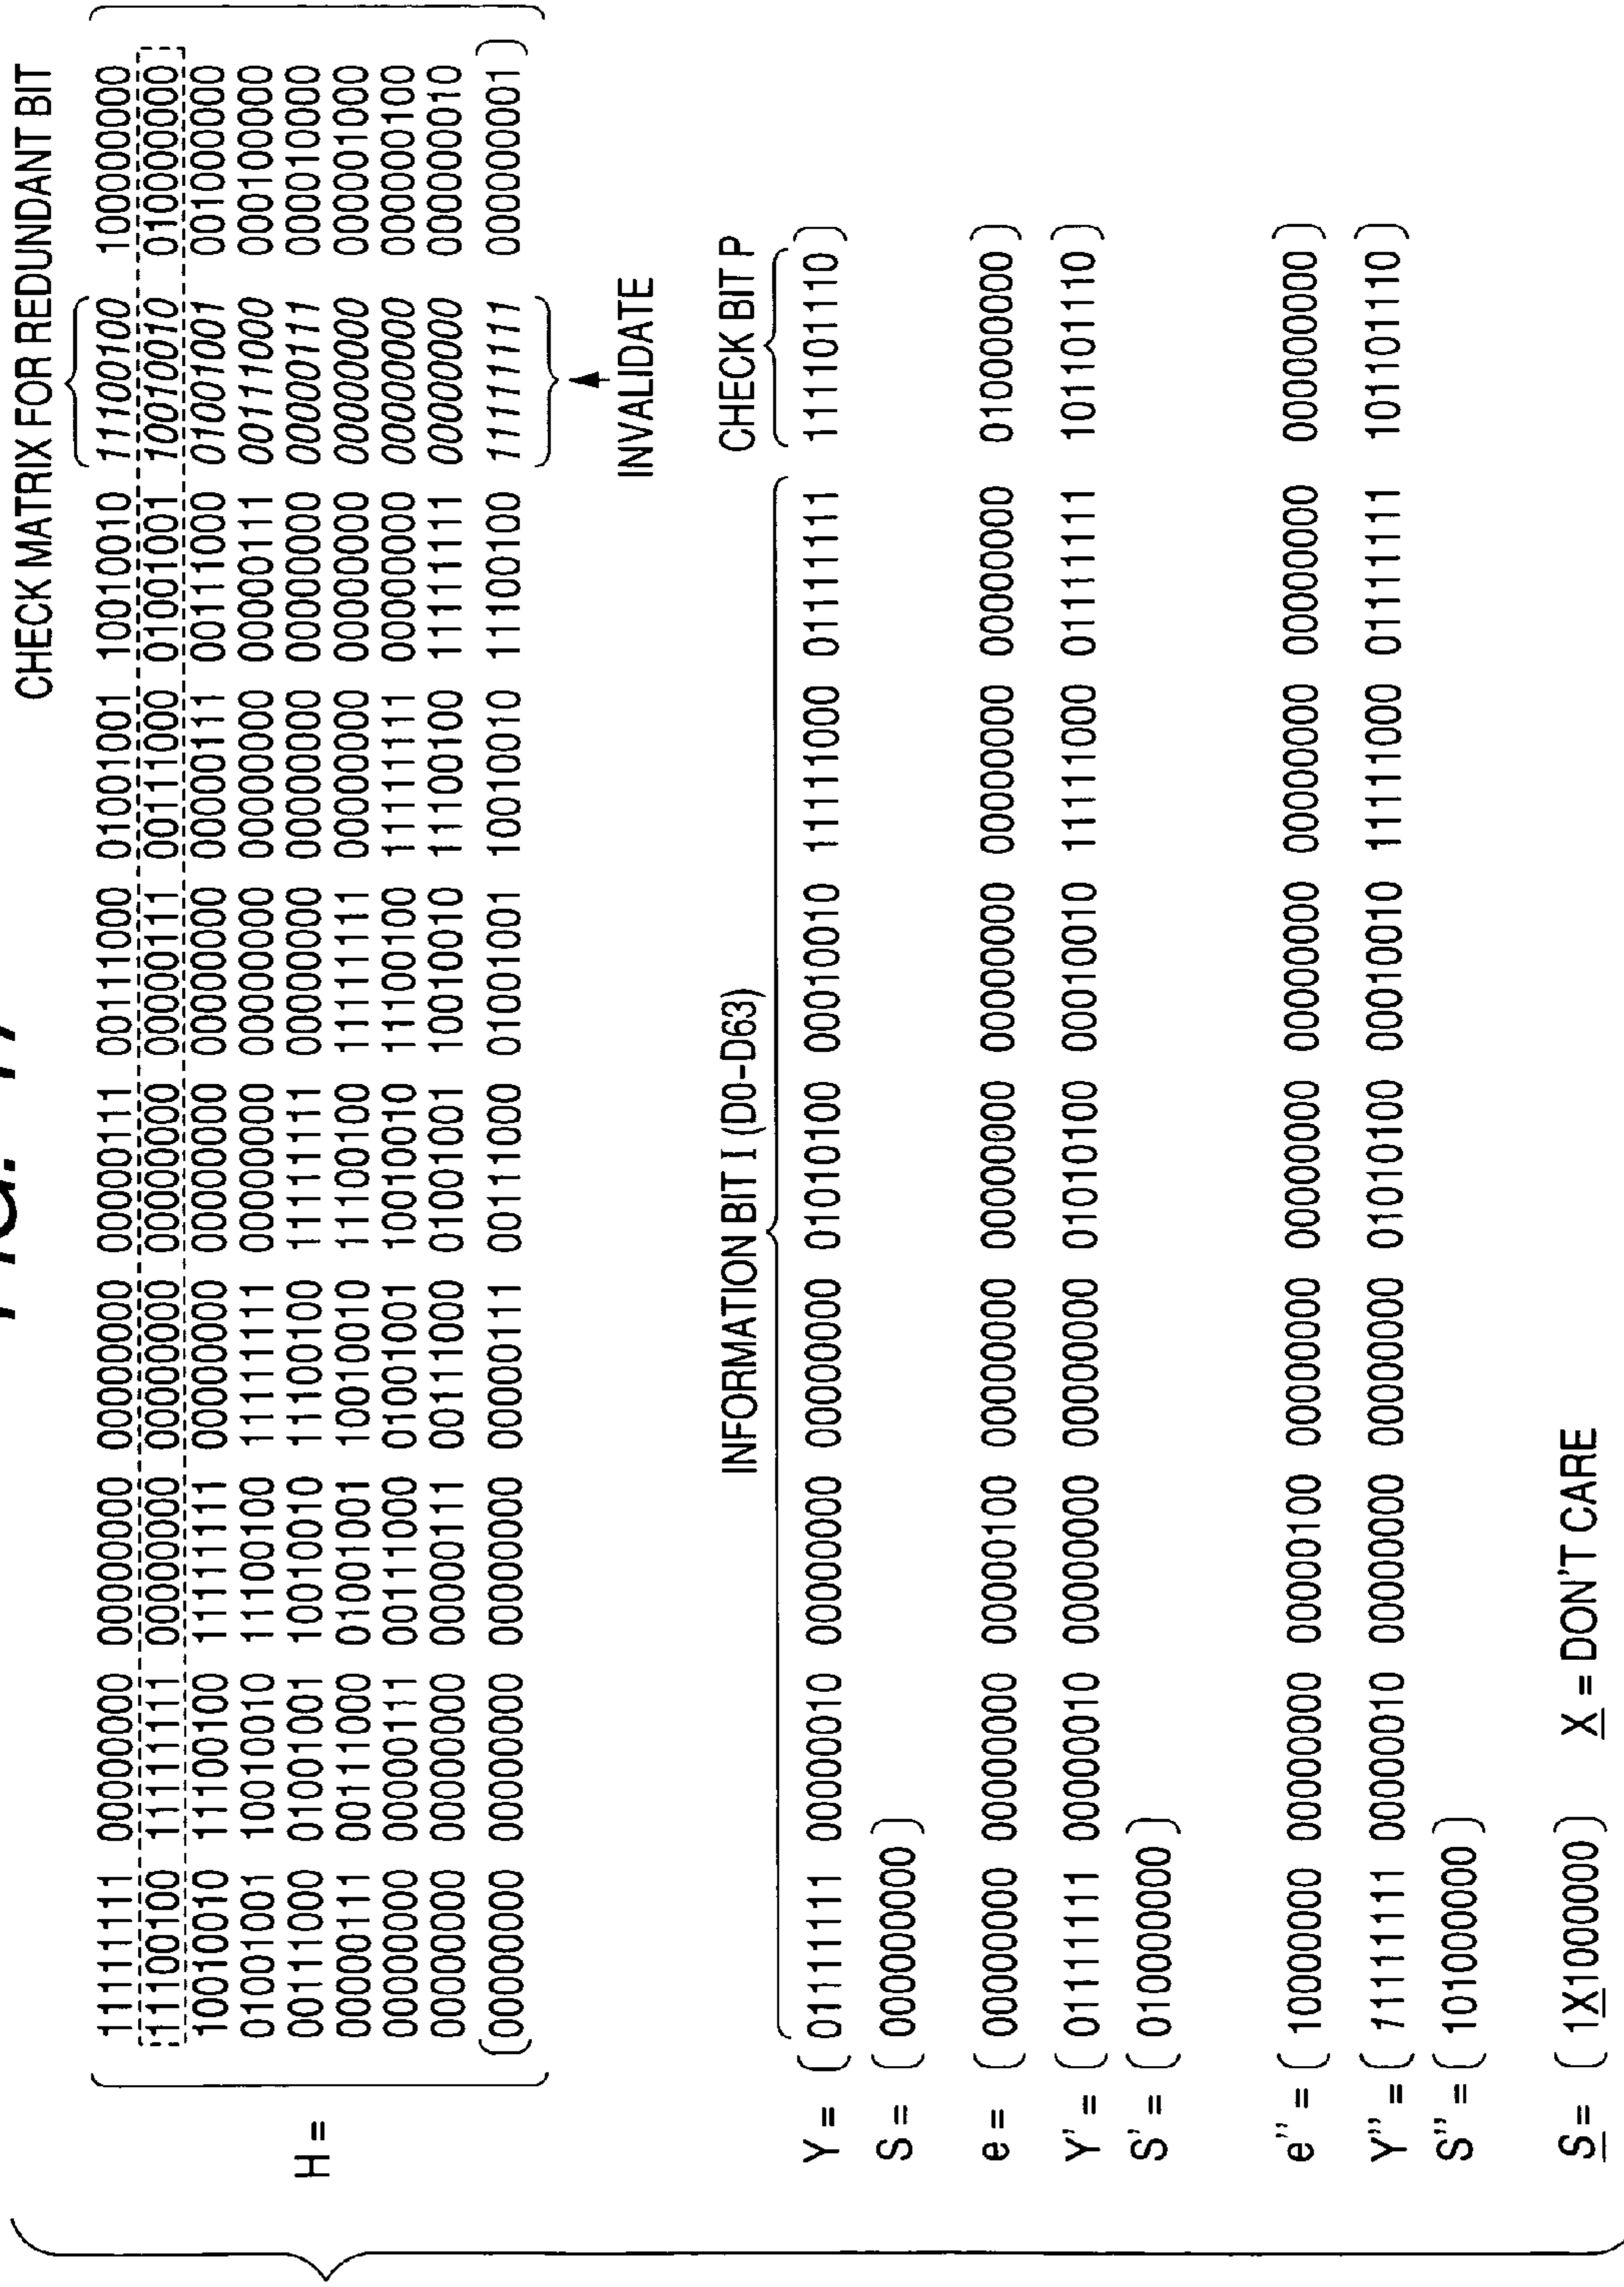 CHECK MATRIX FOR REDUNDANT BIT
H =
11111111 00000000 00000000 00000000 00000111 00111000 01001001 10010010 11100100 100000000
11100100 11111111 00000000 00000000 00000000 00000111 00111000 01001001 10010010 010000000
10010010 11100100 11111111 00000000 00000000 00000000 00000111 00111000 01001001 001000000
01001001 10010010 11100100 11111111 00000000 00000000 00000000 00000111 00111000 000100000
00111000 01001001 10010010 11100100 11111111 00000000 00000000 00000000 00000111 000010000
00000111 00111000 01001001 10010010 11100100 11111111 00000000 00000000 00000000 000001000
00000000 00000111 00111000 01001001 10010010 11100100 11111111 00000000 00000000 000000100
00000000 00000000 00000111 00111000 01001001 10010010 11100100 11111111 00000000 000000010
(00000000 00000000 00000000 00000111 00111000 01001001 10010010 11100100 11111111 000000001)
INVALIDATE
INFORMATION BIT I (D0-D63)
CHECK BIT P
Y = (01111111 00000010 00000000 00000000 01010100 00010010 11111000 01111111 111101110)
S = (000000000)
e = (00000000 00000000 00000100 00000000 00000000 00000000 00000000 00000000 010000000)
Y' = (01111111 00000010 00000000 00000000 01010100 00010010 11111000 01111111 101101110)
S' = (010000000)
e'' = (10000000 00000000 00000100 00000000 00000000 00000000 00000000 00000000 000000000)
Y'' = (11111111 00000010 00000000 00000000 01010100 00010010 11111000 01111111 101101110)
S'' = (101000000)
S = (1X1000000) X = DON'T CARE